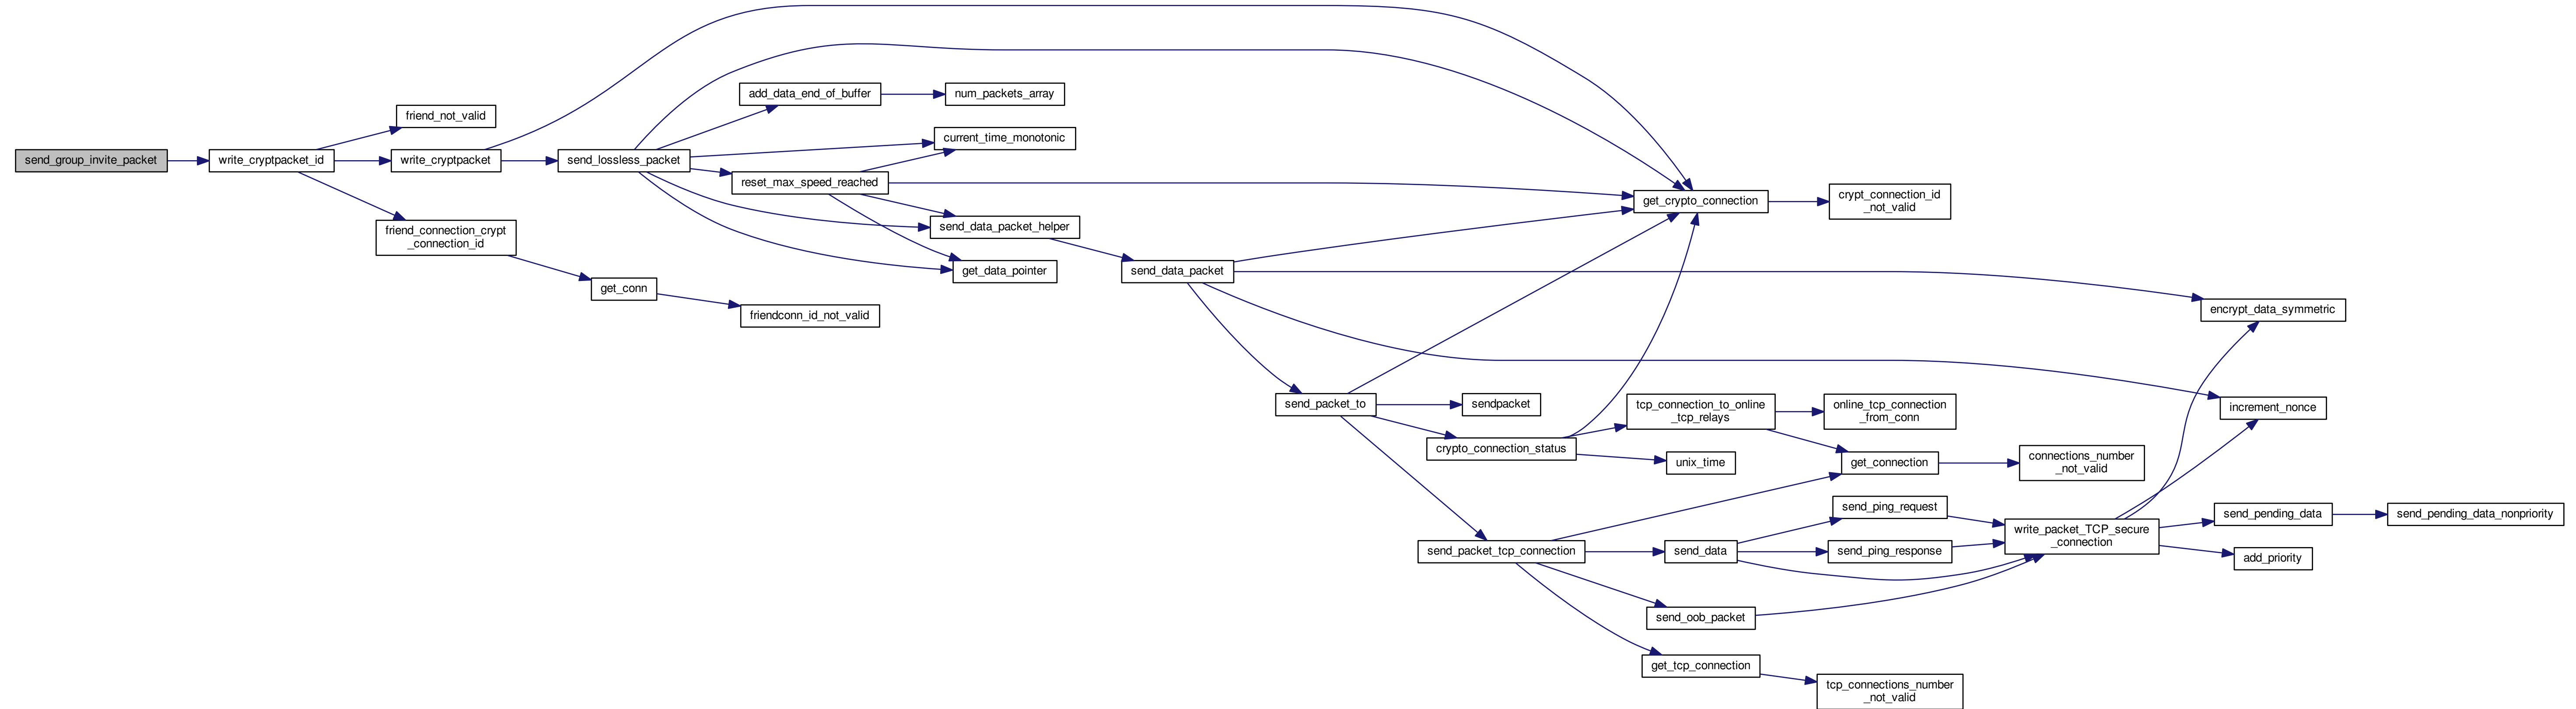 send_group_invite_packet
write_cryptpacket_id
friend_not_valid
write_cryptpacket
friend_connection_crypt
_connection_id
get_conn
friendconn_id_not_valid
send_lossless_packet
add_data_end_of_buffer
num_packets_array
current_time_monotonic
reset_max_speed_reached
send_data_packet_helper
get_data_pointer
send_data_packet
get_crypto_connection
crypt_connection_id
_not_valid
encrypt_data_symmetric
increment_nonce
send_packet_to
sendpacket
crypto_connection_status
tcp_connection_to_online
_tcp_relays
online_tcp_connection
_from_conn
unix_time
get_connection
connections_number
_not_valid
send_packet_tcp_connection
send_data
send_ping_request
send_ping_response
write_packet_TCP_secure
_connection
send_pending_data
send_pending_data_nonpriority
add_priority
send_oob_packet
get_tcp_connection
tcp_connections_number
_not_valid